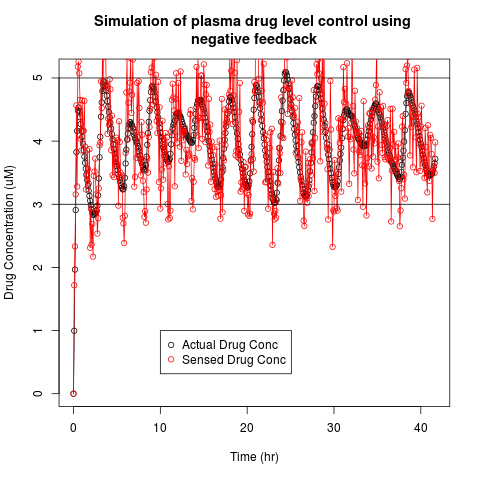 Simulation of plasma drug level control using
negative feedback
Drug Concentration (uM)
5
4
3
2
1
0
Actual Drug Conc
Sensed Drug Conc
0 10 20 30 40
Time (hr)